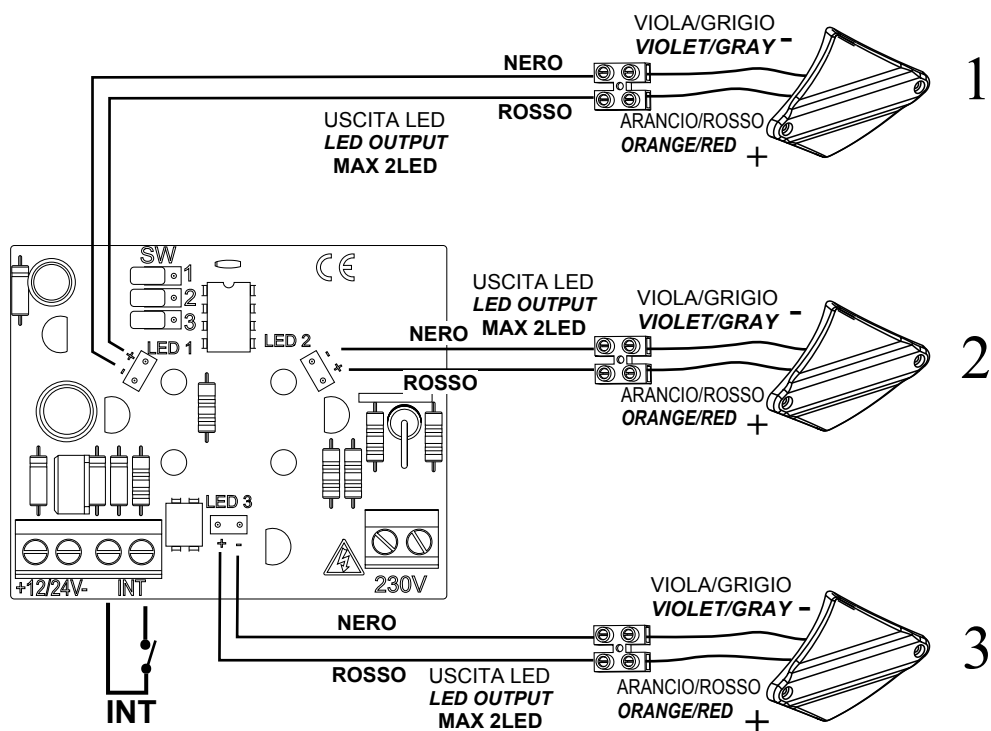 VIOLA/GRIGIO
VIOLET/GRAY -
NERO
1
ROSSO
USCITA LED
LED OUTPUT
MAX 2LED
ARANCIO/ROSSO
ORANGE/RED +
SW
1
2
3
CE
LED 1
+
-
LED 2
-
+
USCITA LED
LED OUTPUT
MAX 2LED
VIOLA/GRIGIO
VIOLET/GRAY -
NERO
2
ROSSO
ARANCIO/ROSSO
ORANGE/RED +
LED 3
+ -
+12/24V-
INT
230V
VIOLA/GRIGIO
VIOLET/GRAY -
NERO
3
ROSSO
USCITA LED
LED OUTPUT
MAX 2LED
ARANCIO/ROSSO
ORANGE/RED +
INT